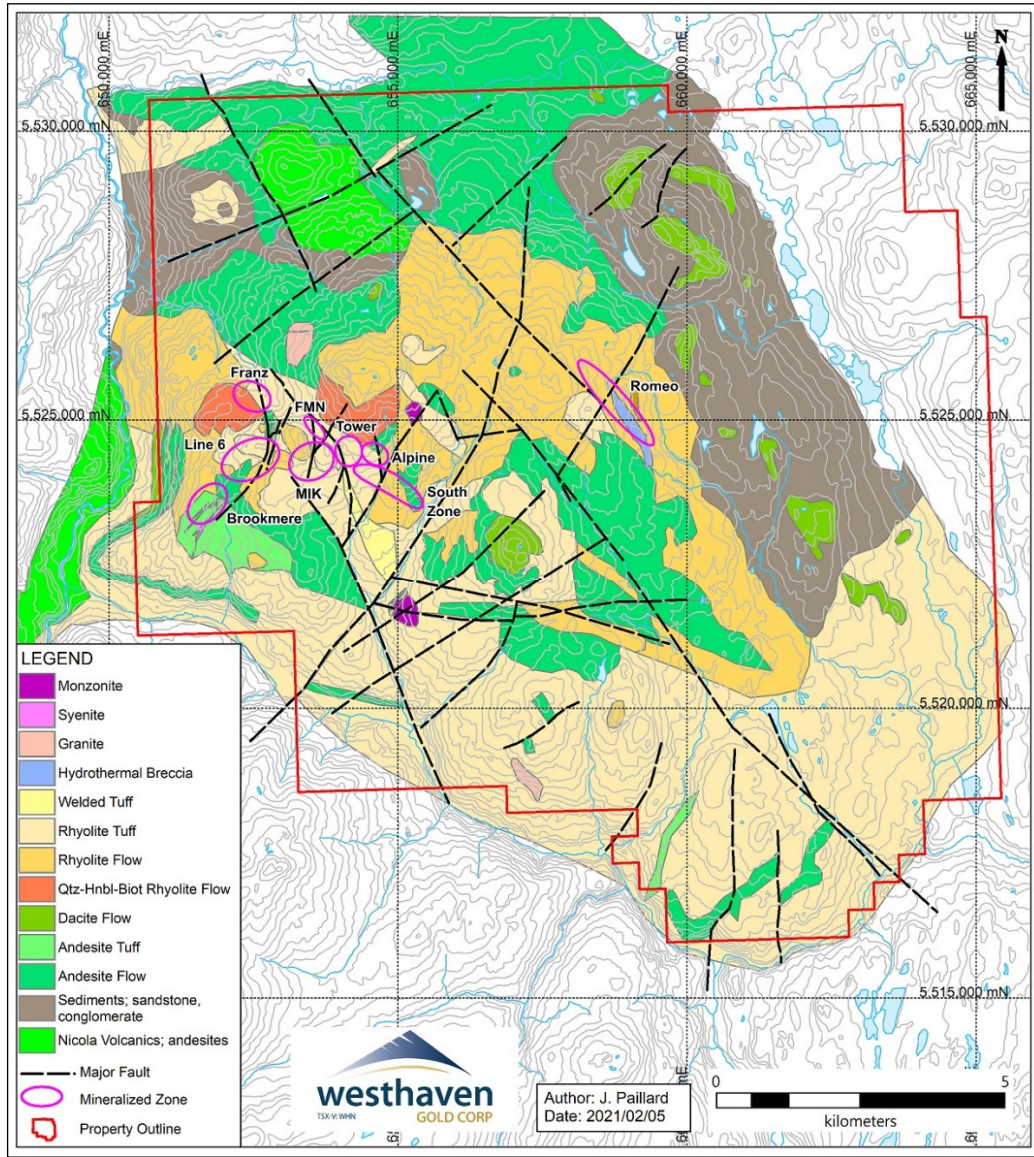 650,000 mE
655,000 mE
660,000 mE
665,000 mE
N
5,530,000 mN
5,530,000 mN
Franz
FMN
Romeo
5,525,000 mN
5,525,000 mN
Tower
Line 6
Alpine
MIK
South
Zone
Brookmere
5,520,000 mN
5,515,000 mN
LEGEND
Monzonite
Syenite
Granite
Hydrothermal Breccia
Welded Tuff
Rhyolite Tuff
Rhyolite Flow
Qtz-Hnbl-Biot Rhyolite Flow
Dacite Flow
Andesite Tuff
Andesite Flow
Sediments; sandstone,
conglomerate
Nicola Volcanics; andesites
Major Fault
Mineralized Zone
Property Outline
westhaven
TSX-V: WHN
GOLD CORP
Author: J. Paillard
Date: 2021/02/05
0
5
kilometers